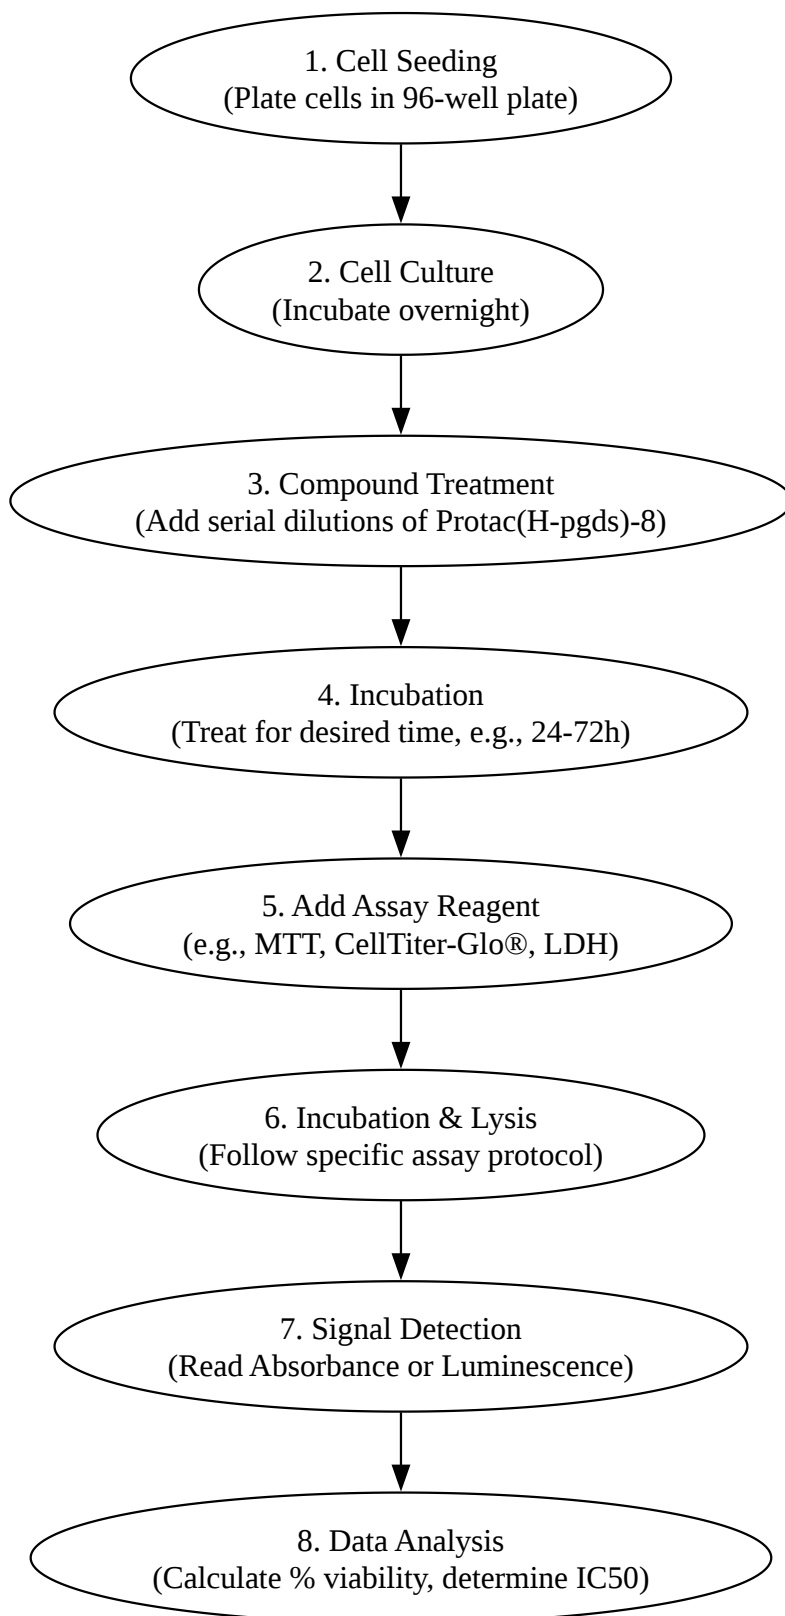 1. Cell Seeding
(Plate cells in 96-well plate)
2. Cell Culture
(Incubate overnight)
3. Compound Treatment
(Add serial dilutions of Protac(H-pgds)-8)
4. Incubation
(Treat for desired time, e.g., 24-72h)
5. Add Assay Reagent
(e.g., MTT, CellTiter-Glo®, LDH)
6. Incubation & Lysis
(Follow specific assay protocol)
7. Signal Detection
(Read Absorbance or Luminescence)
8. Data Analysis
(Calculate % viability, determine IC50)